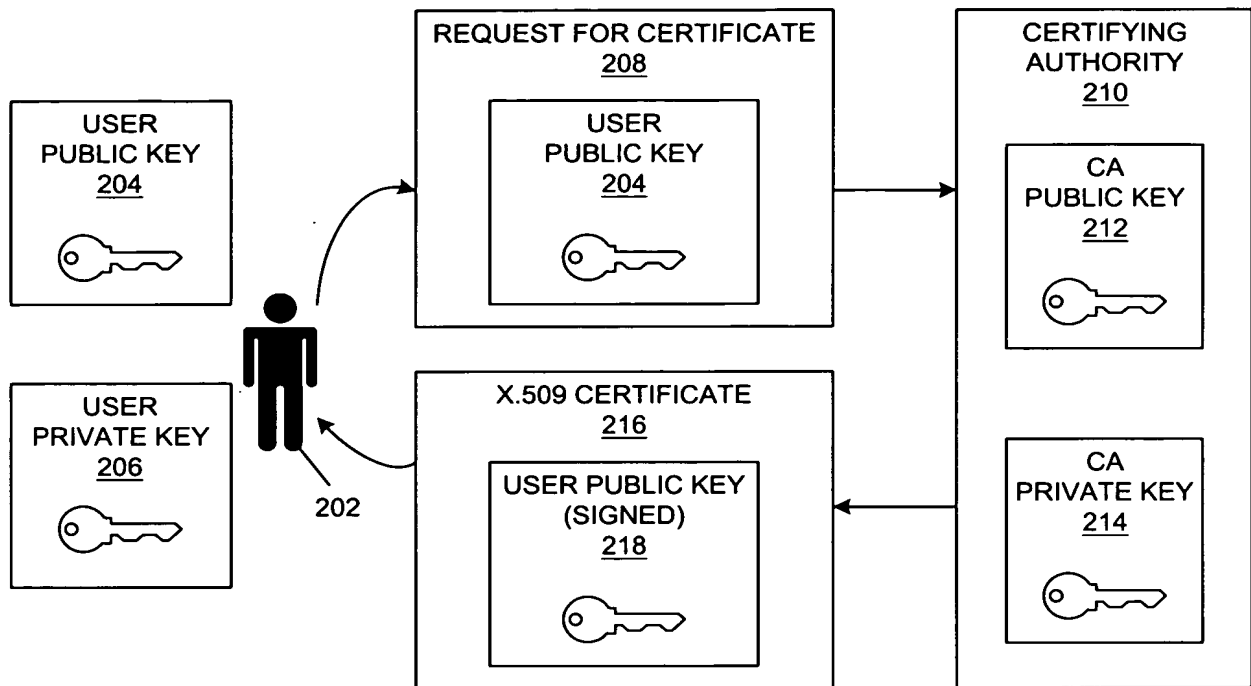 USER
PUBLIC KEY
204
USER
PRIVATE KEY
206
202
REQUEST FOR CERTIFICATE
208
USER
PUBLIC KEY
204
X.509 CERTIFICATE
216
USER PUBLIC KEY
(SIGNED)
218
CERTIFYING
AUTHORITY
210
CA
PUBLIC KEY
212
CA
PRIVATE KEY
214